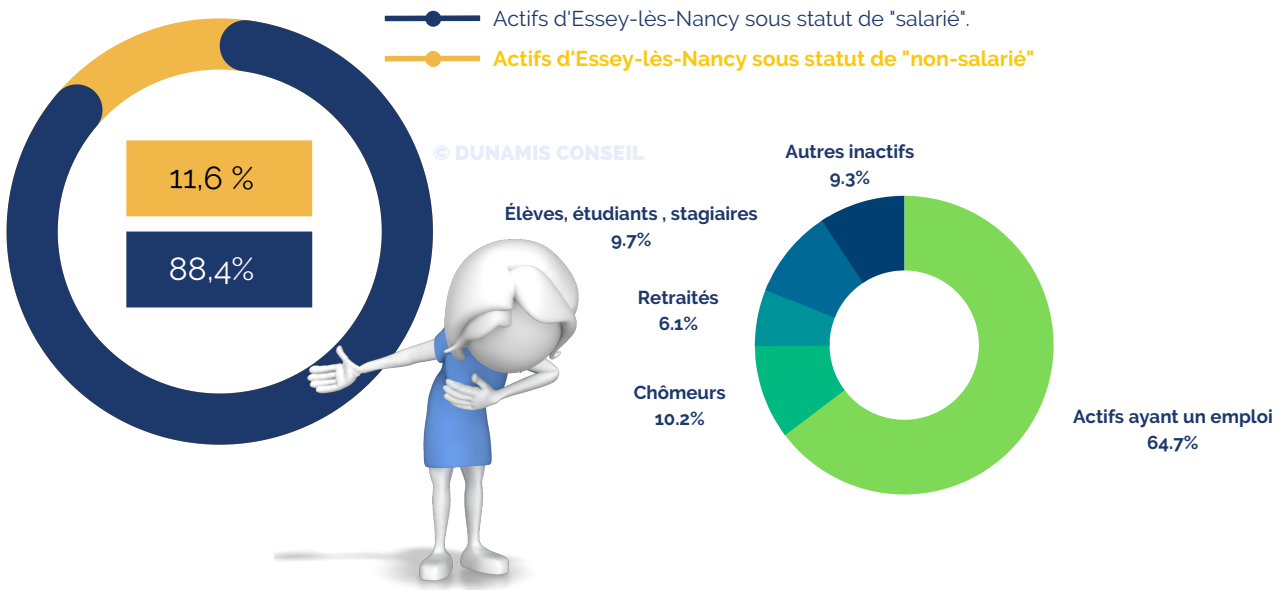 Actifs d'Essey-lès-Nancy sous statut de "salarié".
Actifs d'Essey-lès-Nancy sous statut de "non-salarié"
11,6 %
88,4%
© DUNAMIS CONSEIL
Autres inactifs
9.3%
Élèves, étudiants , stagiaires
9.7%
Retraités
6.1%
Chômeurs
10.2%
Actifs ayant un emploi
64.7%